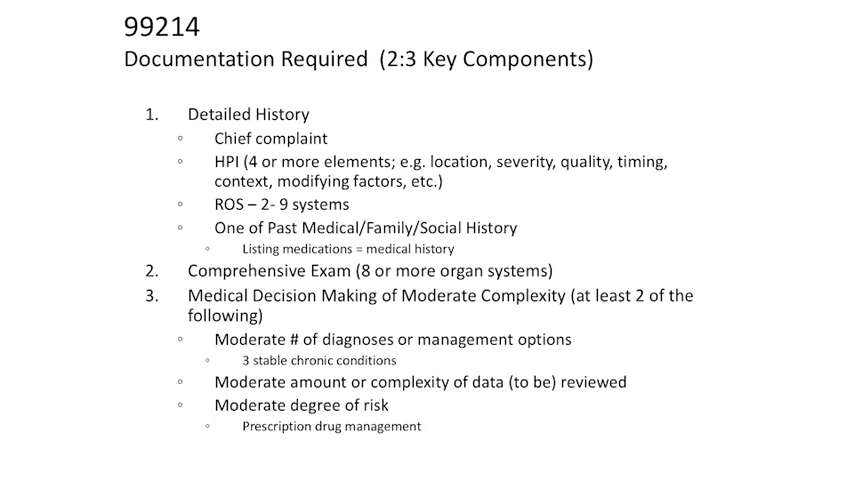 99214
Documentation Required (2:3 Key Components)
1. Detailed History
◦ Chief complaint
◦ HPI (4 or more elements; e.g. location, severity, quality, timing,
context, modifying factors, etc.)
◦ ROS – 2- 9 systems
◦ One of Past Medical/Family/Social History
◦ Listing medications = medical history
2. Comprehensive Exam (8 or more organ systems)
3. Medical Decision Making of Moderate Complexity (at least 2 of the
following)
◦ Moderate # of diagnoses or management options
◦ 3 stable chronic conditions
◦ Moderate amount or complexity of data (to be) reviewed
◦ Moderate degree of risk
◦ Prescription drug management